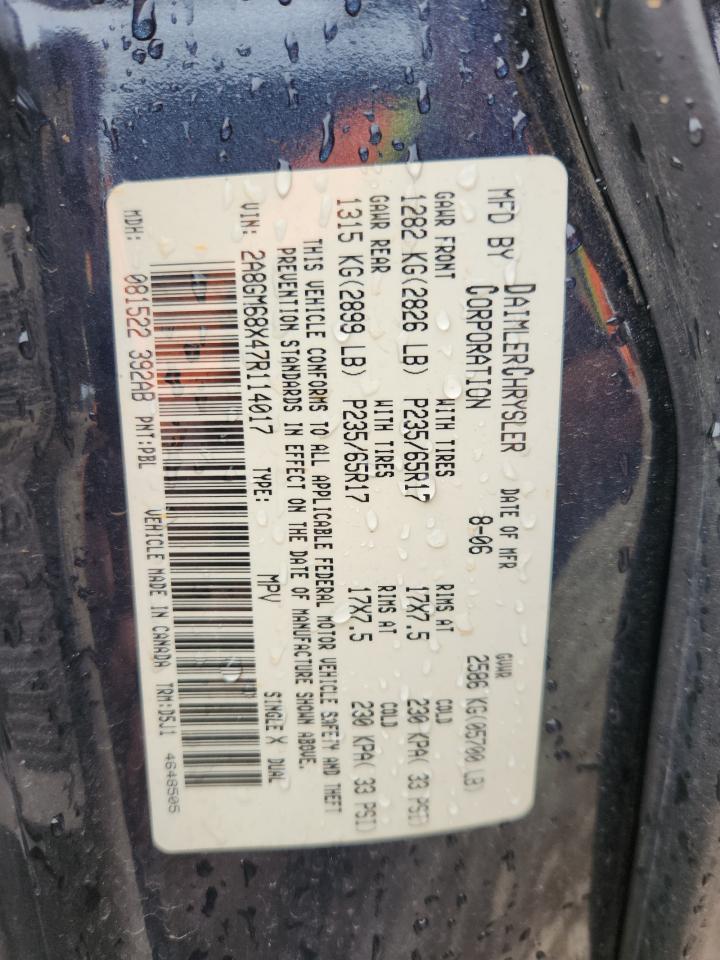 MFD BY DAIMLERCHRYSLER CORPORATION DATE OF MFR 8-06 GVWR 2586 KG(05700 LB)
GAWR FRONT WITH TIRES RIMS AT COLD
1282 KG(2826 LB) P235/65R17 17X7.5 230 KPA( 33 PSI)
GAWR REAR WITH TIRES RIMS AT COLD
1315 KG(2899 LB) P235/65R17 17X7.5 230 KPA( 33 PSI)
THIS VEHICLE CONFORMS TO ALL APPLICABLE FEDERAL MOTOR VEHICLE SAFETY AND THEFT
PREVENTION STANDARDS IN EFFECT ON THE DATE OF MANUFACTURE SHOWN ABOVE.
VIN: 2A8GM68X47R114017 TYPE: MPV SINGLE X DUAL
MDH: 081522 392AB PNT:PBL VEHICLE MADE IN CANADA TRM:D5J1 4648505